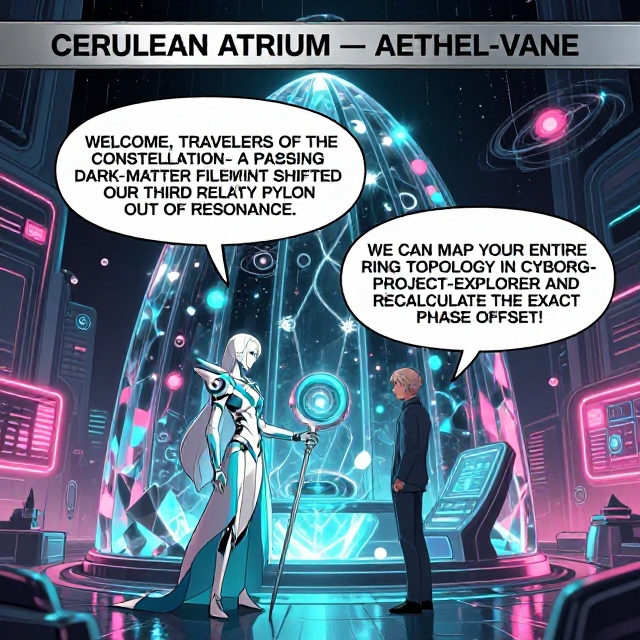 CERULEAN ATRIUM — AETHEL-VANE
WELCOME, TRAVELERS OF THE
CONSTELLATION- A PASSING
DARK-MATTER FILEMINT SHIFTED
OUR THIRD RELATY PYLON
OUT OF RESONANCE.
WE CAN MAP YOUR ENTIRE
RING TOPOLOGY IN CYBORG-
PROJECT-EXPLORER AND
RECALCULATE THE EXACT
PHASE OFFSET!